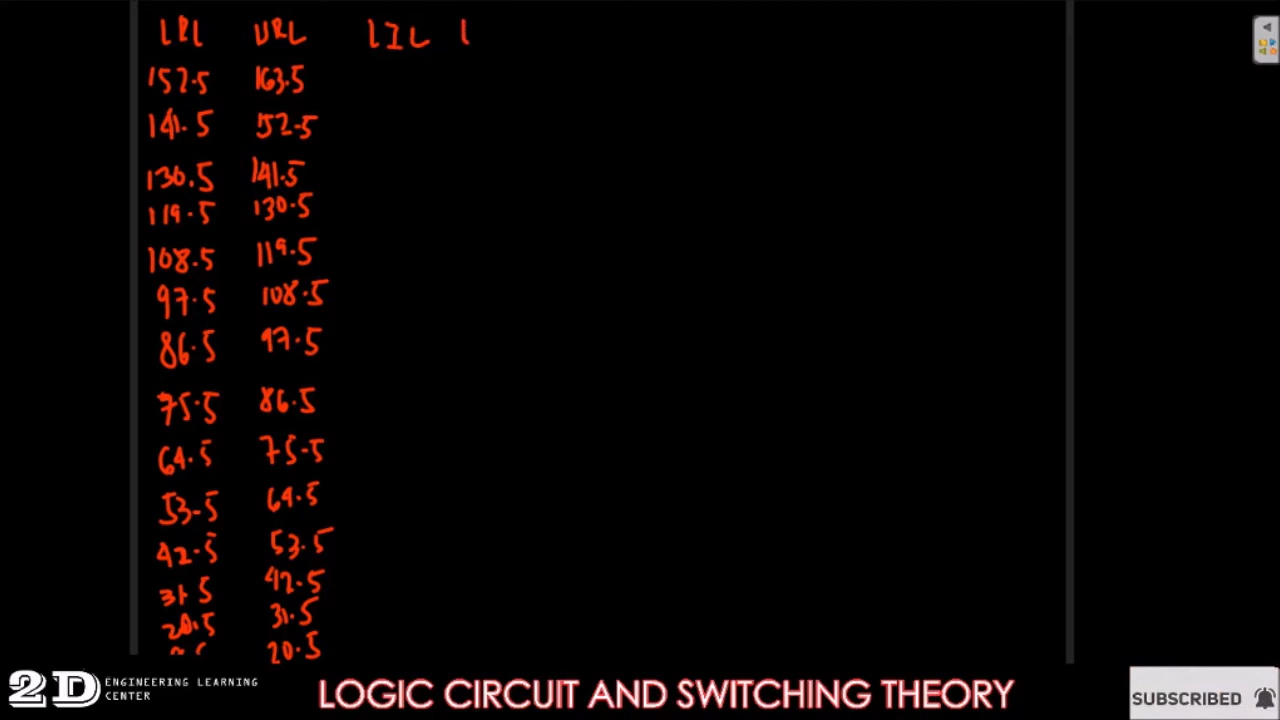 LRL URL LIL L
152.5 163.5
141.5 152.5
130.5 141.5
119.5 130.5
108.5 119.5
97.5 108.5
86.5 97.5
75.5 86.5
64.5 75.5
53.5 64.5
42.5 53.5
31.5 42.5
20.5 31.5
20.5
2D ENGINEERING LEARNING
CENTER
LOGIC CIRCUIT AND SWITCHING THEORY
SUBSCRIBED